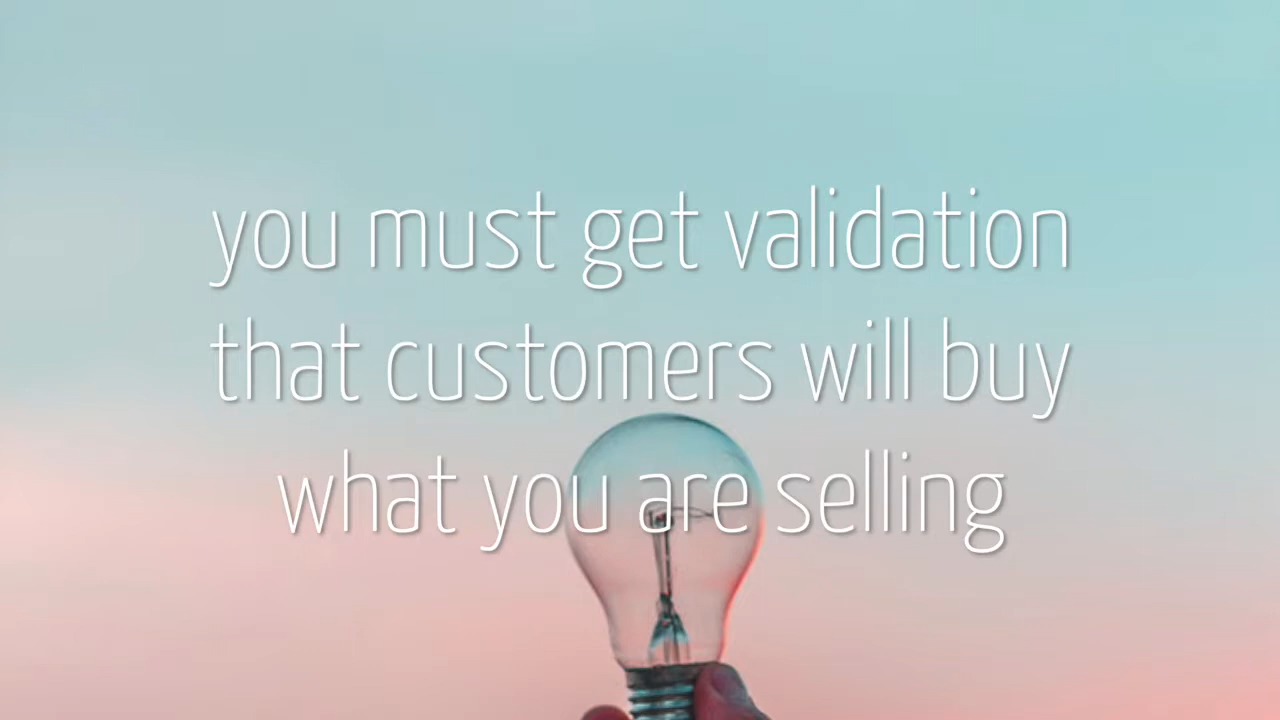 you must get validation
that customers will buy
what you are selling